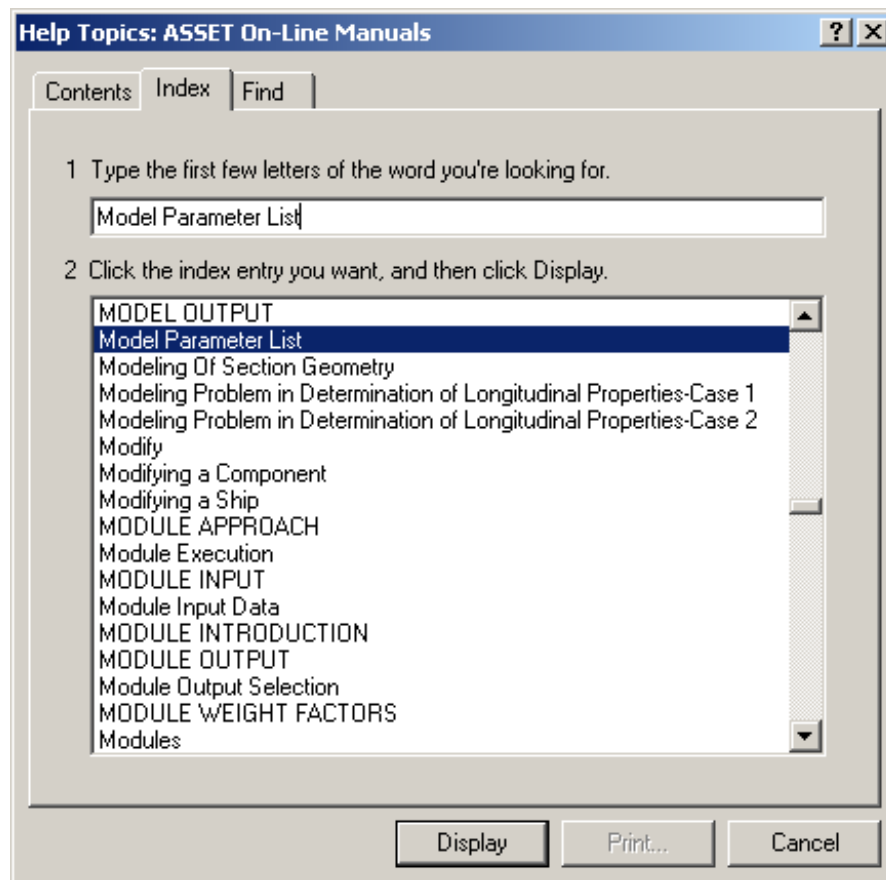 Help Topics: ASSET On-Line Manuals
Contents Index Find
1 Type the first few letters of the word you're looking for.
Model Parameter List
2 Click the index entry you want, and then click Display.
MODEL OUTPUT
Model Parameter List
Modeling Of Section Geometry
Modeling Problem in Determination of Longitudinal Properties-Case 1
Modeling Problem in Determination of Longitudinal Properties-Case 2
Modify
Modifying a Component
Modifying a Ship
MODULE APPROACH
Module Execution
MODULE INPUT
Module Input Data
MODULE INTRODUCTION
MODULE OUTPUT
Module Output Selection
MODULE WEIGHT FACTORS
Modules
Display Print... Cancel